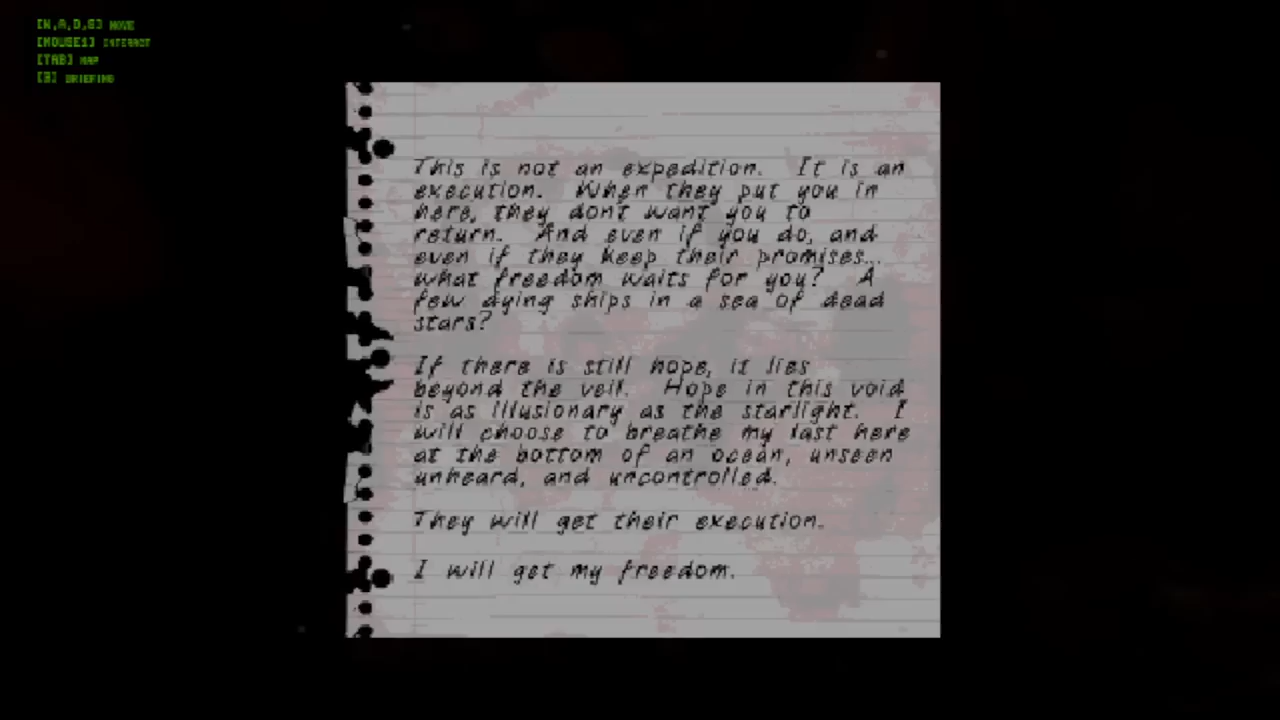 [W,A,D,S] MOVE
[MOUSE1] INTERACT
[TAB] MAP
[B] BRIEFING
This is not an expedition. It is an
execution. When they put you in
here, they dont want you to
return. And even if you do, and
even if they keep their promises...
what freedom waits for you? A
few dying ships in a sea of dead
stars?
If there is still hope, it lies
beyond the veil. Hope in this void
is as illusionary as the starlight. I
will choose to breathe my last here
at the bottom of an ocean, unseen
unheard, and uncontrolled.
They will get their execution.
I will get my freedom.